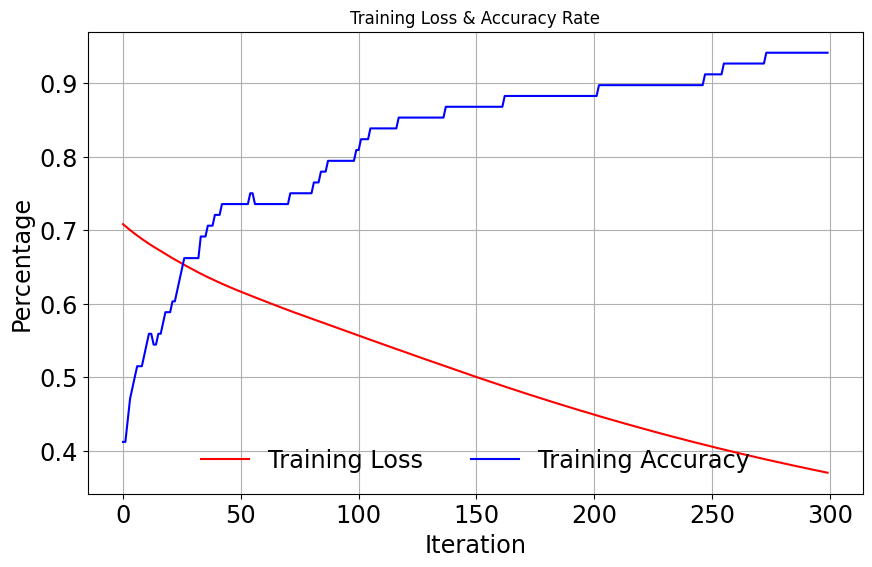 Training Loss & Accuracy Rate
Percentage
0.9
0.8
0.7
0.6
0.5
0.4
Training Loss Training Accuracy
0 50 100 150 200 250 300
Iteration